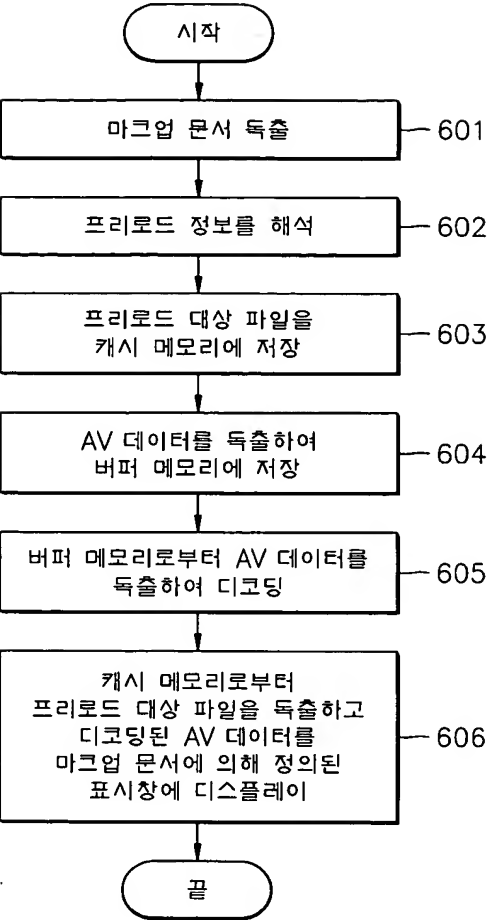 시작
마크업 문서 독출
601
프리로드 정보를 해석
602
프리로드 대상 파일을
캐시 메모리에 저장
603
AV 데이터를 독출하여
버퍼 메모리에 저장
604
버퍼 메모리로부터 AV 데이터를
독출하여 디코딩
605
캐시 메모리로부터
프리로드 대상 파일을 독출하고
디코딩된 AV 데이터를
마크업 문서에 의해 정의된
표시창에 디스플레이
606
끝